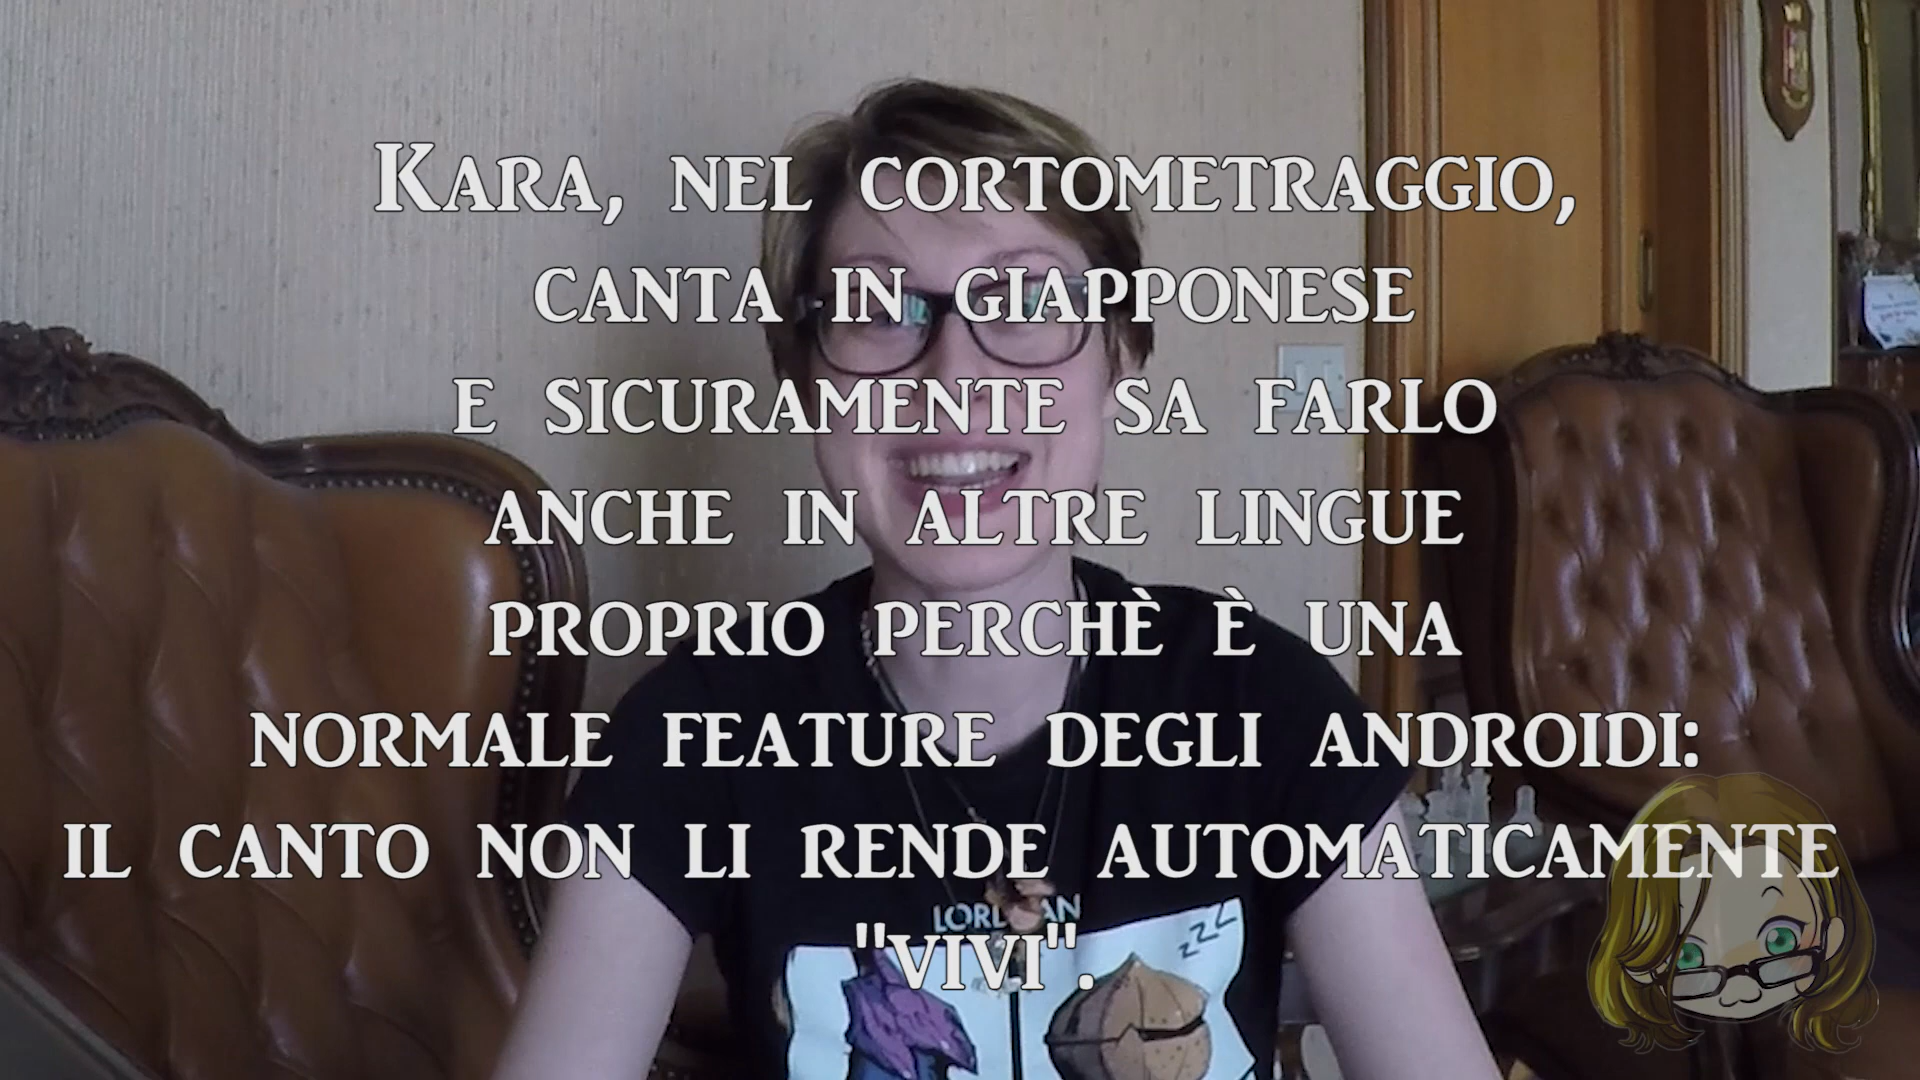 Kara, nel cortometraggio,
canta in giapponese
e sicuramente sa farlo
anche in altre lingue
proprio perchè è una
normale feature degli androidi:
il canto non li rende automaticamente
"vivi".
zzz